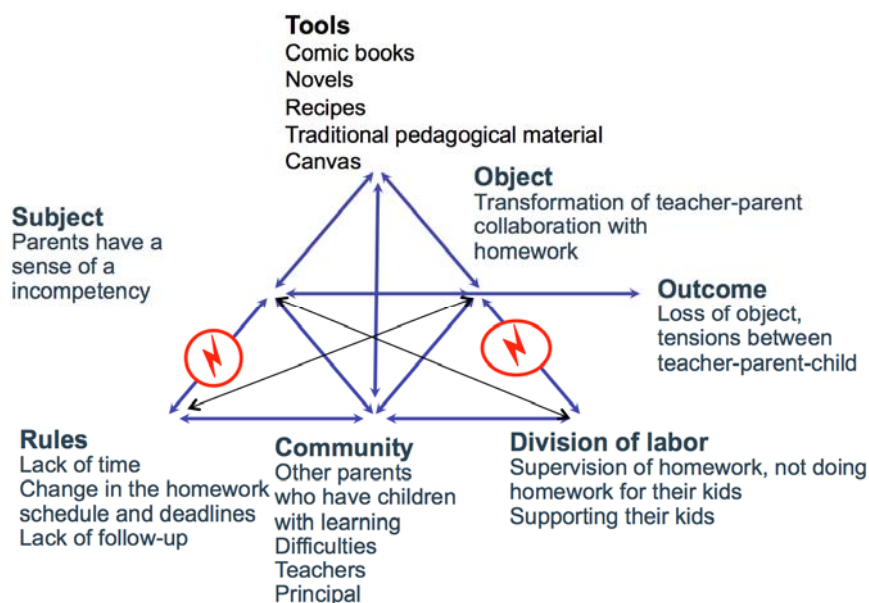 Tools
Comic books
Novels
Recipes
Traditional pedagogical material
Canvas
Object
Transformation of teacher-parent
collaboration with
homework
Subject
Parents have a
sense of a
incompetency
Outcome
Loss of object,
tensions between
teacher-parent-child
Rules
Lack of time
Change in the homework
schedule and deadlines
Lack of follow-up
Community
Other parents
who have children
with learning
Difficulties
Teachers
Principal
Division of labor
Supervision of homework, not doing
homework for their kids
Supporting their kids